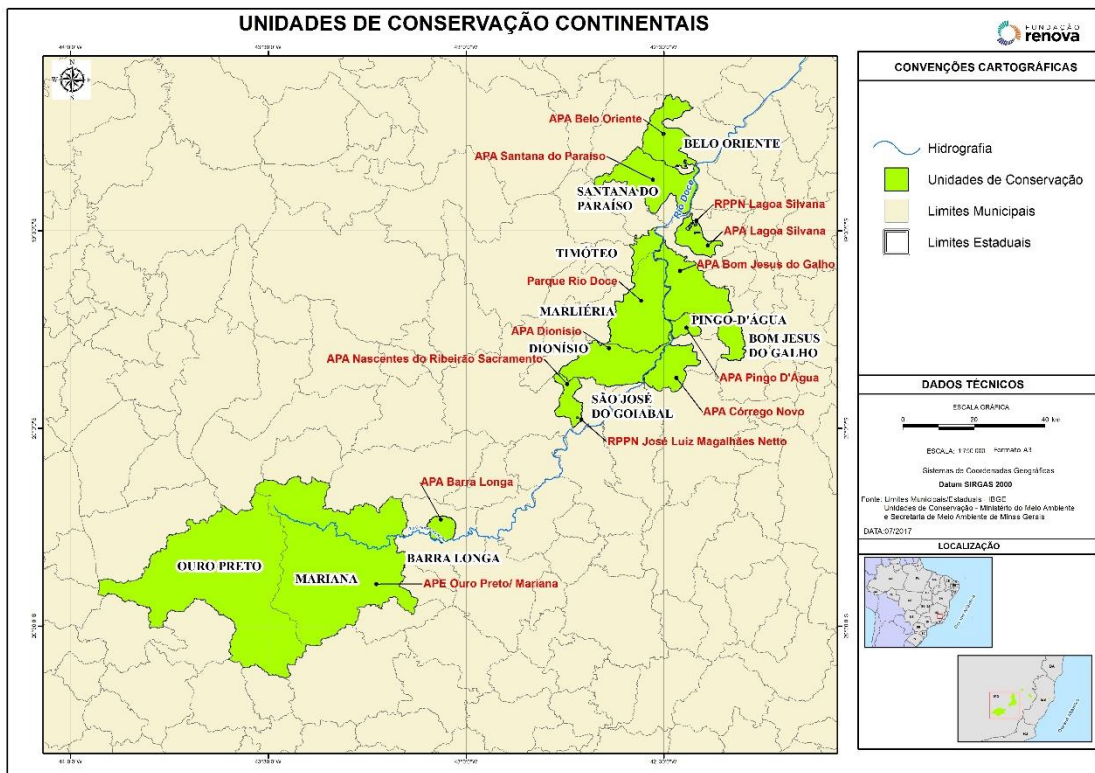 UNIDADES DE CONSERVAÇÃO CONTINENTAIS
FUNDAÇÃO
renova
APA Belo Oriente
BELO ORIENTE
APA Santana do Paraíso
SANTANA DO
PARAÍSO
Rio Doce
RPPN Lagoa Silvana
APA Lagoa Silvana
TIMÓTEO
APA Bom Jesus do Galho
Parque Rio Doce
MARLIÉRIA
PINGO-D'ÁGUA
APA Dionísio
BOM JESUS
DO GALHO
DIONÍSIO
APA Nascentes do Ribeirão Sacramento
APA Pingo D'Água
SÃO JOSÉ
DO GOIABAL
APA Córrego Novo
RPPN José Luiz Magalhães Netto
APA Barra Longa
BARRA LONGA
OURO PRETO
MARIANA
APE Ouro Preto/ Mariana
CONVENÇÕES CARTOGRÁFICAS
Hidrografia
Unidades de Conservação
Limites Municipais
Limites Estaduais
DADOS TÉCNICOS
ESCALA GRÁFICA
0 20 40 km
ESCALA: 1:750.000 Formato A3
Sistemas de Coordenadas Geográficas
Datum SIRGAS 2000
Fonte: Limites Municipais/Estaduais - IBGE
Unidades de Conservação - Ministério do Meio Ambiente
e Secretaria de Meio Ambiente de Minas Gerais
DATA:07/2017
LOCALIZAÇÃO